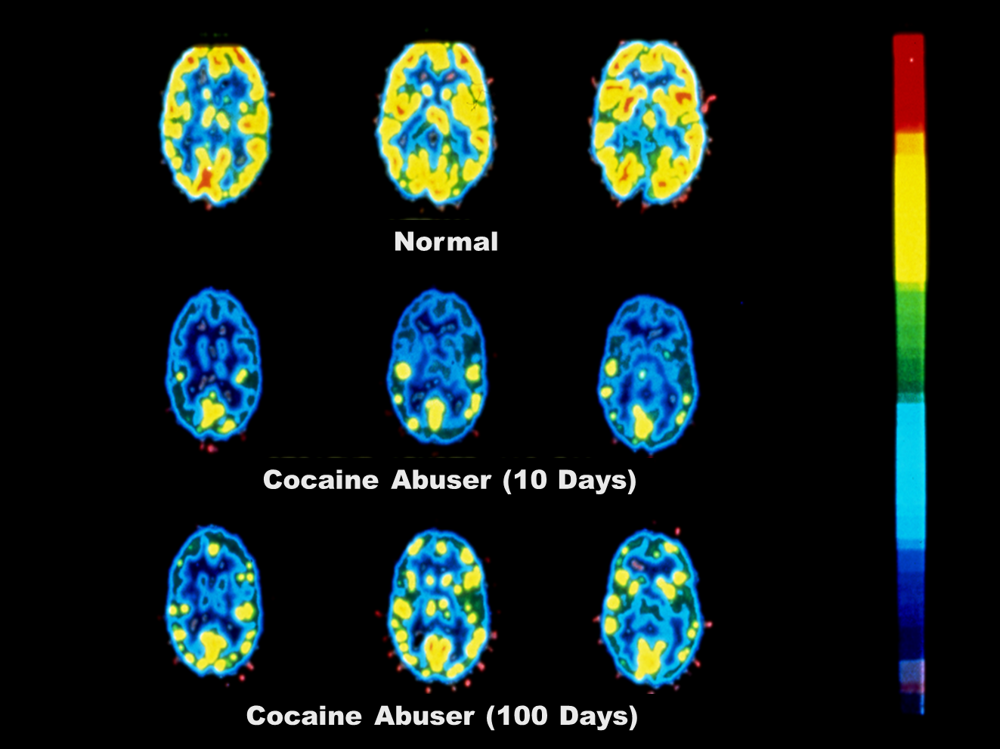 Normal
Cocaine Abuser (10 Days)
Cocaine Abuser (100 Days)